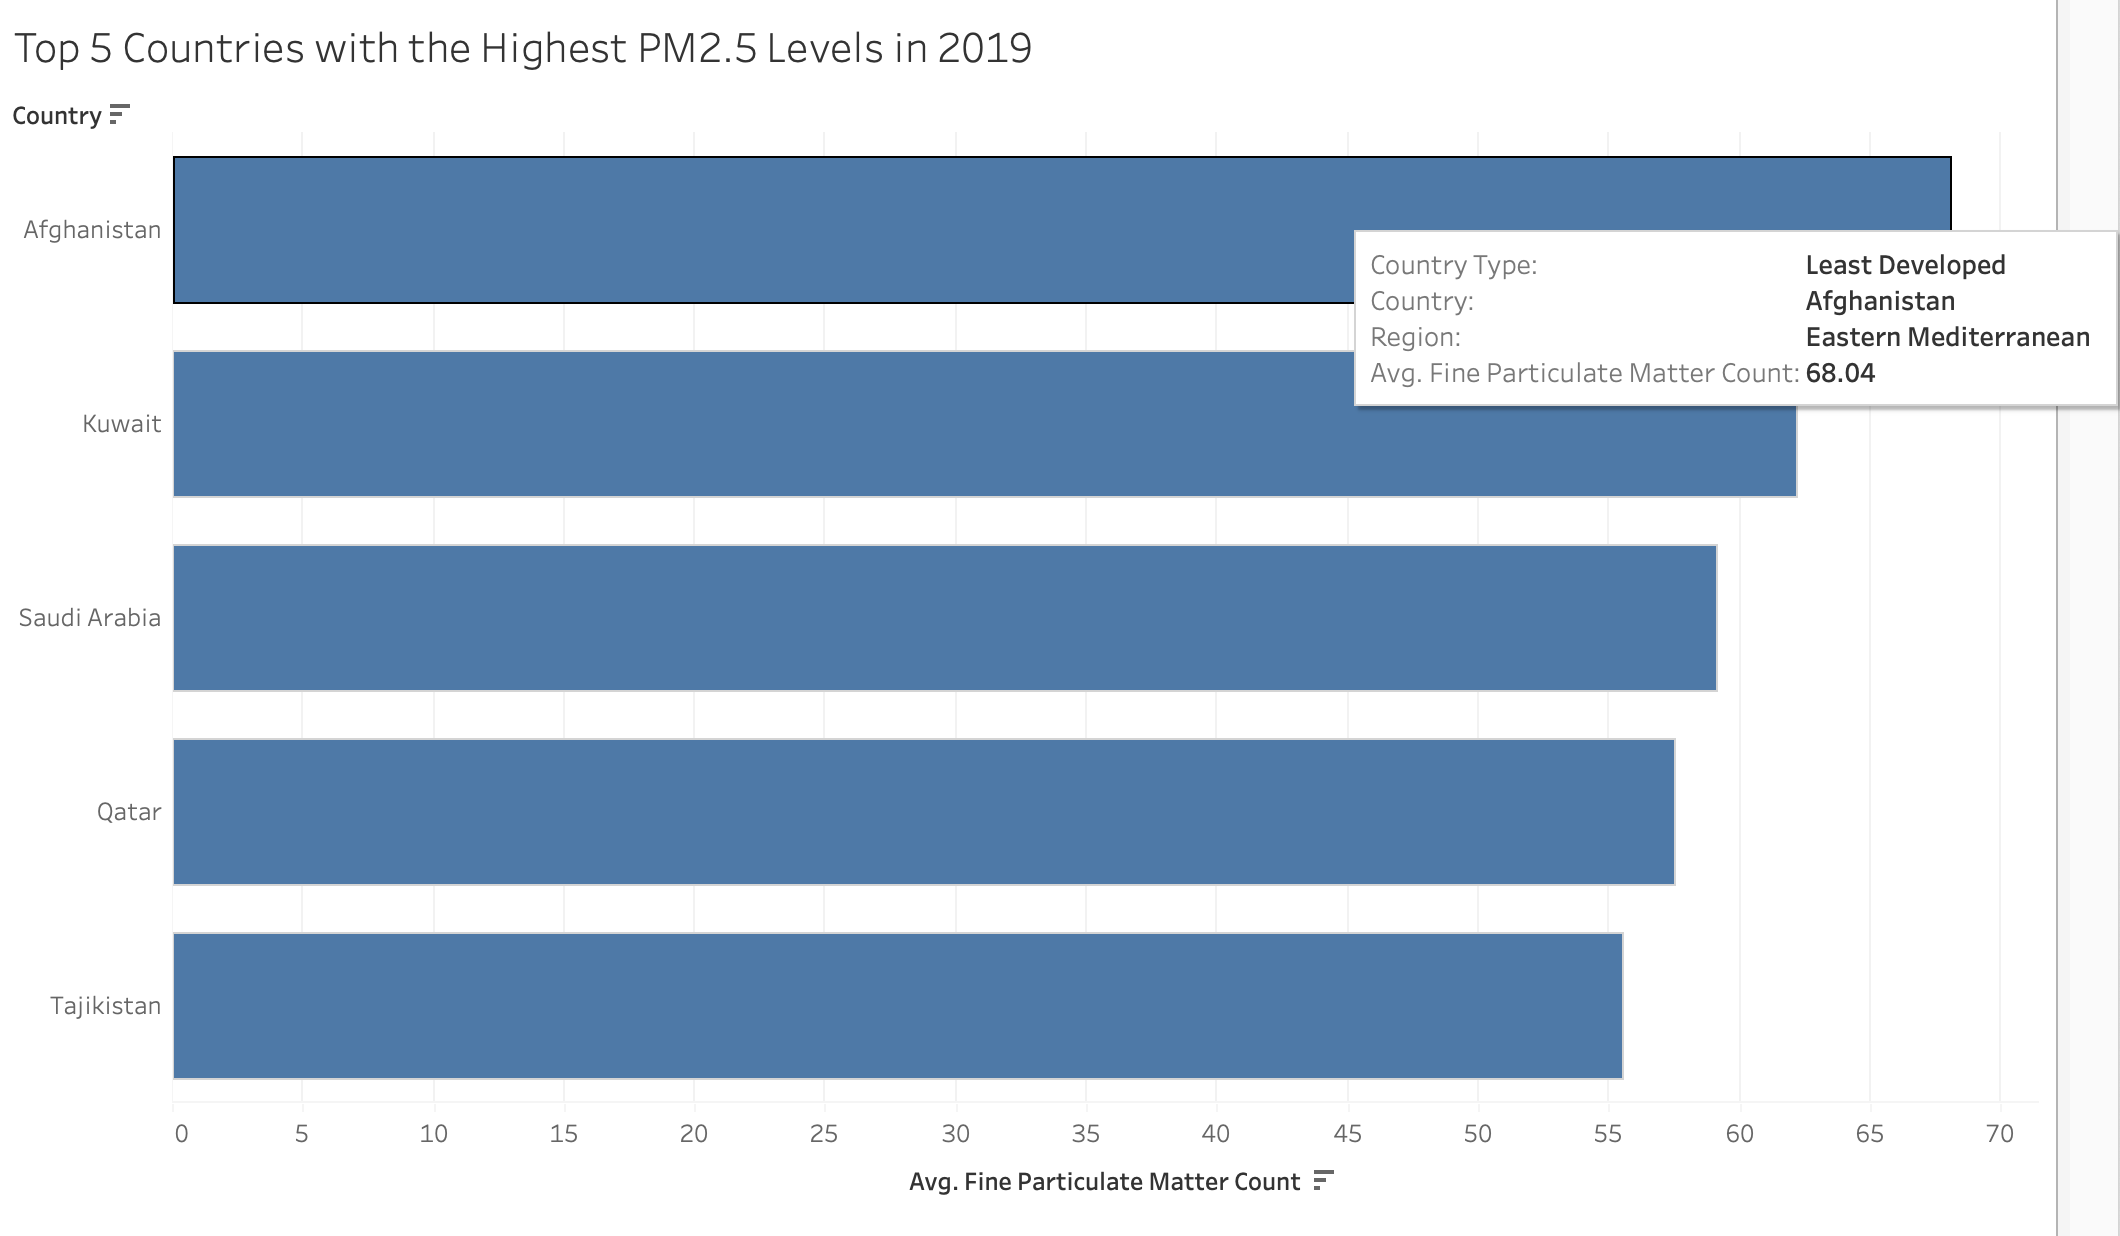 Top 5 Countries with the Highest PM2.5 Levels in 2019
Country
Afghanistan
Country Type: Least Developed
Country: Afghanistan
Region: Eastern Mediterranean
Avg. Fine Particulate Matter Count: 68.04
Kuwait
Saudi Arabia
Qatar
Tajikistan
0 5 10 15 20 25 30 35 40 45 50 55 60 65 70
Avg. Fine Particulate Matter Count